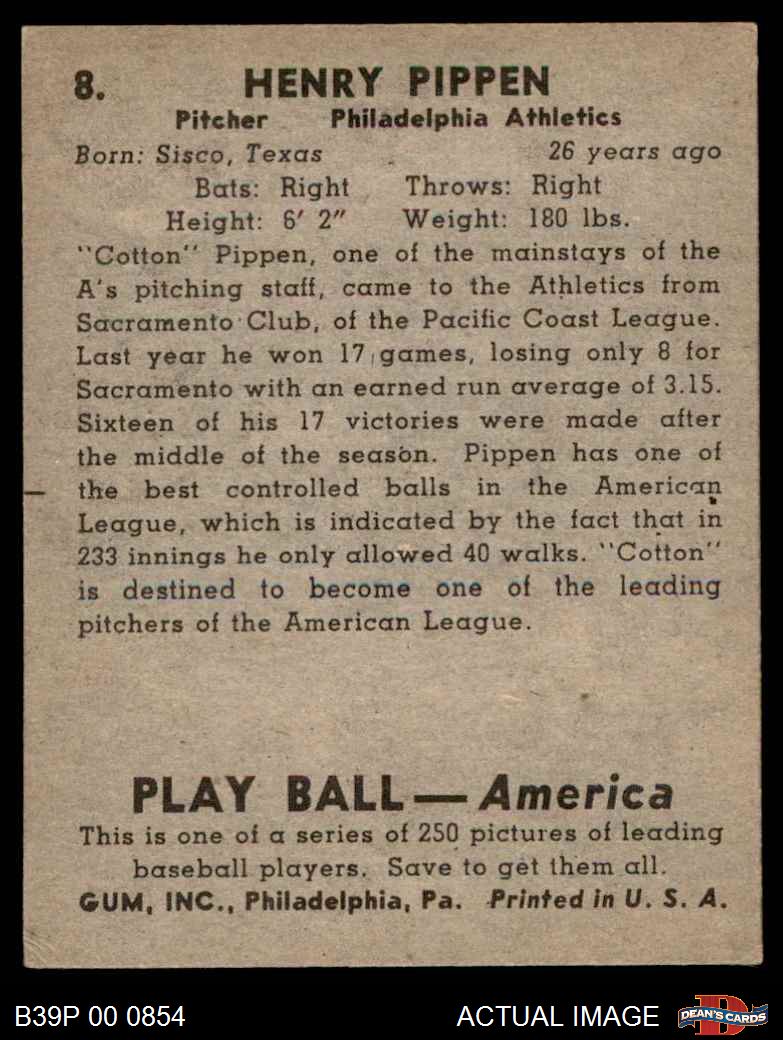 8. HENRY PIPPEN
Pitcher Philadelphia Athletics
Born: Sisco, Texas 26 years ago
Bats: Right Throws: Right
Height: 6' 2" Weight: 180 lbs.
"Cotton" Pippen, one of the mainstays of the
A's pitching staff, came to the Athletics from
Sacramento Club, of the Pacific Coast League.
Last year he won 17 games, losing only 8 for
Sacramento with an earned run average of 3.15.
Sixteen of his 17 victories were made after
the middle of the season. Pippen has one of
the best controlled balls in the American
League, which is indicated by the fact that in
233 innings he only allowed 40 walks. "Cotton"
is destined to become one of the leading
pitchers of the American League.
PLAY BALL — America
This is one of a series of 250 pictures of leading
baseball players. Save to get them all.
GUM, INC., Philadelphia, Pa. Printed in U. S. A.
B39P 00 0854 ACTUAL IMAGE DEAN'S CARDS